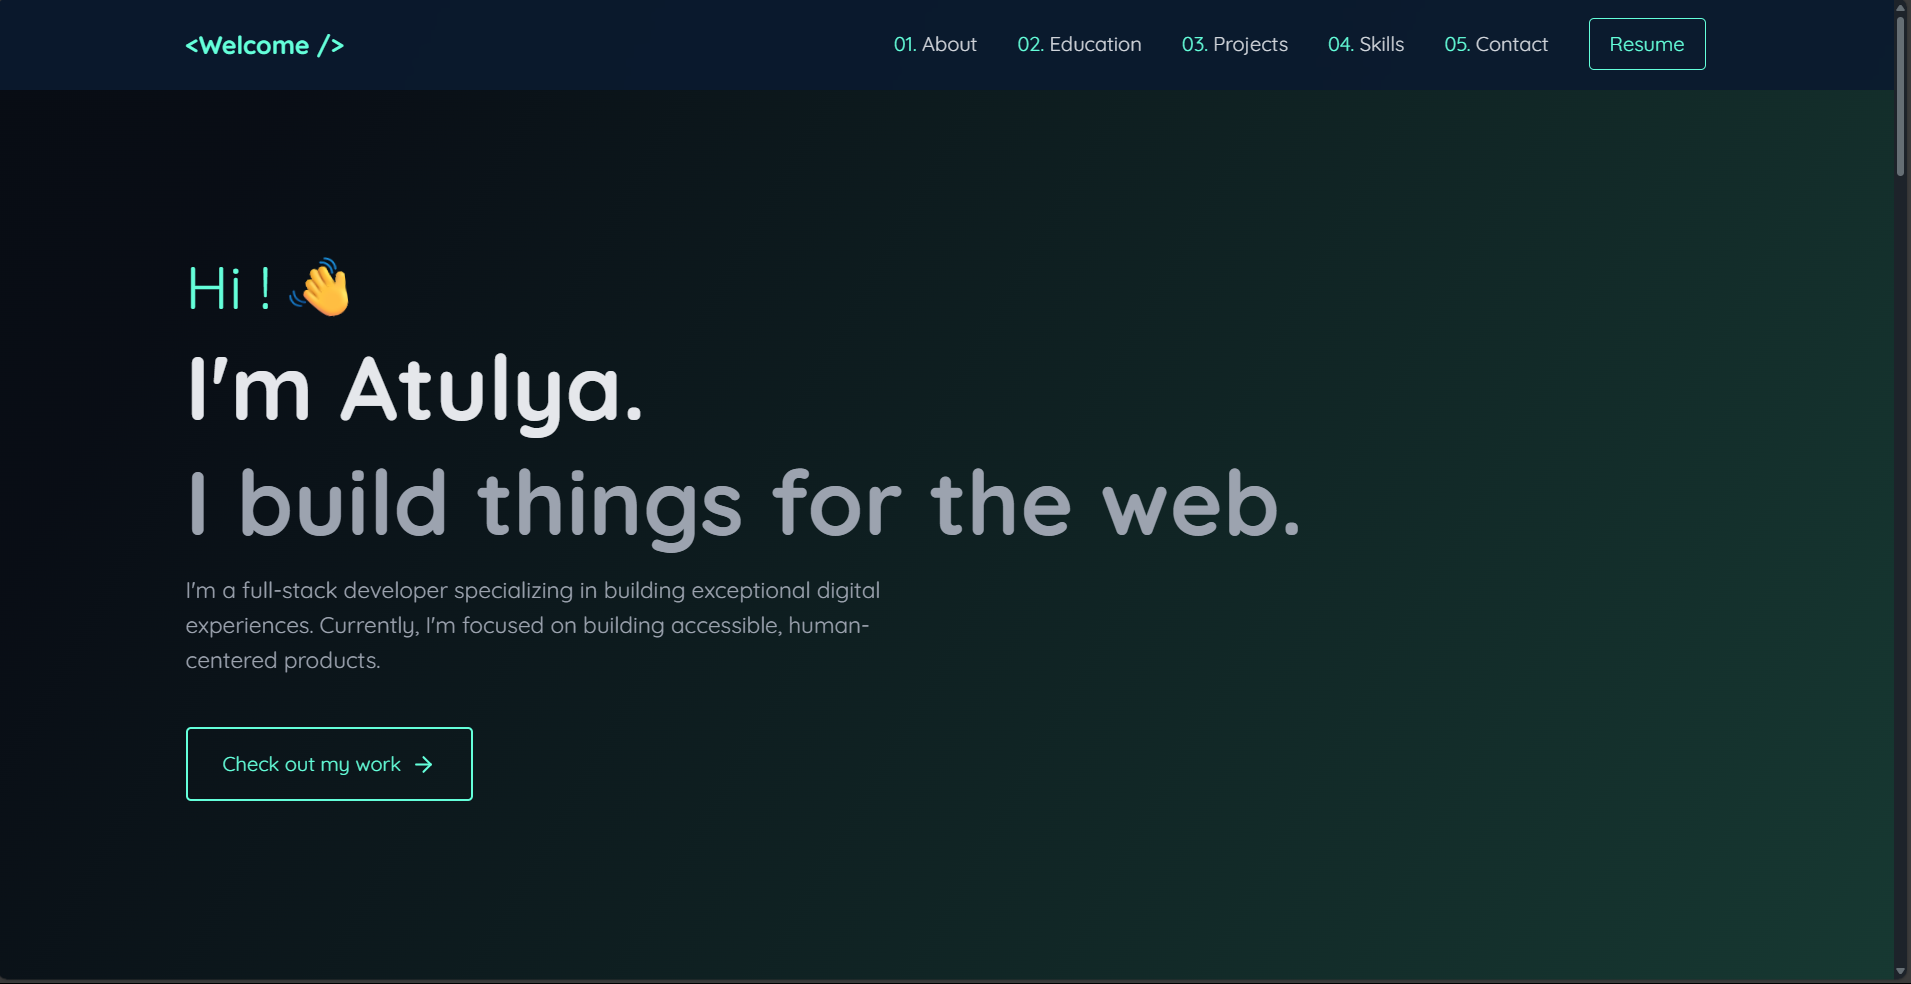 <Welcome />
01. About
02. Education
03. Projects
04. Skills
05. Contact
Resume
Hi ! 👋
I'm Atulya.
I build things for the web.
I'm a full-stack developer specializing in building exceptional digital
experiences. Currently, I'm focused on building accessible, human-
centered products.
Check out my work →